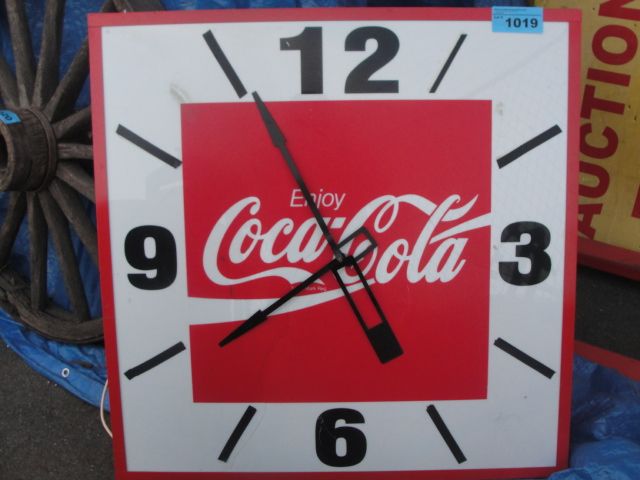 1019
12
Enjoy
Coca-Cola
9
3
6
AUCTION